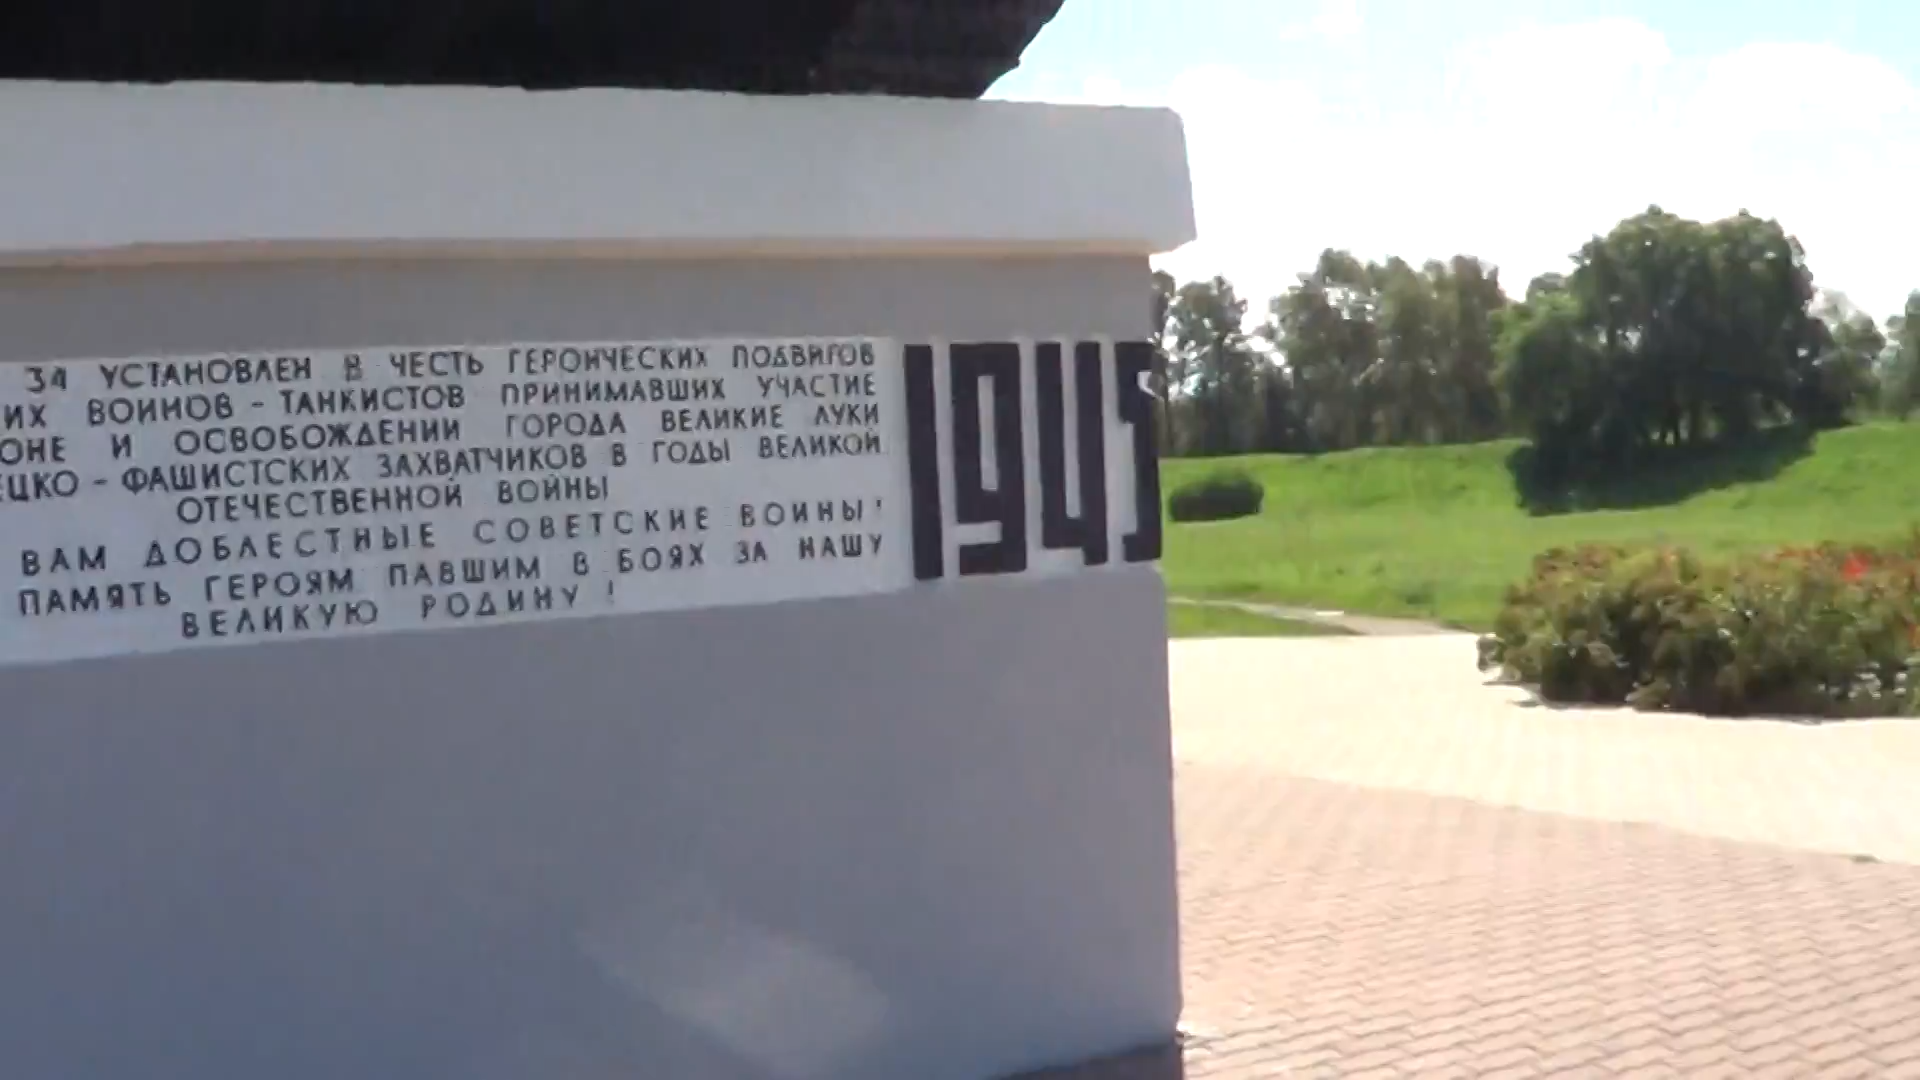 34 УСТАНОВЛЕН В ЧЕСТЬ ГЕРОИЧЕСКИХ ПОДВИГОВ
ИХ ВОИНОВ - ТАНКИСТОВ ПРИНИМАВШИХ УЧАСТИЕ
ОНЕ И ОСВОБОЖДЕНИИ ГОРОДА ВЕЛИКИЕ ЛУКИ
ЕЦКО - ФАШИСТСКИХ ЗАХВАТЧИКОВ В ГОДЫ ВЕЛИКОЙ
ОТЕЧЕСТВЕННОЙ ВОЙНЫ
ВАМ ДОБЛЕСТНЫЕ СОВЕТСКИЕ ВОИНЫ!
ПАМЯТЬ ГЕРОЯМ ПАВШИМ В БОЯХ ЗА НАШУ
ВЕЛИКУЮ РОДИНУ !
1945